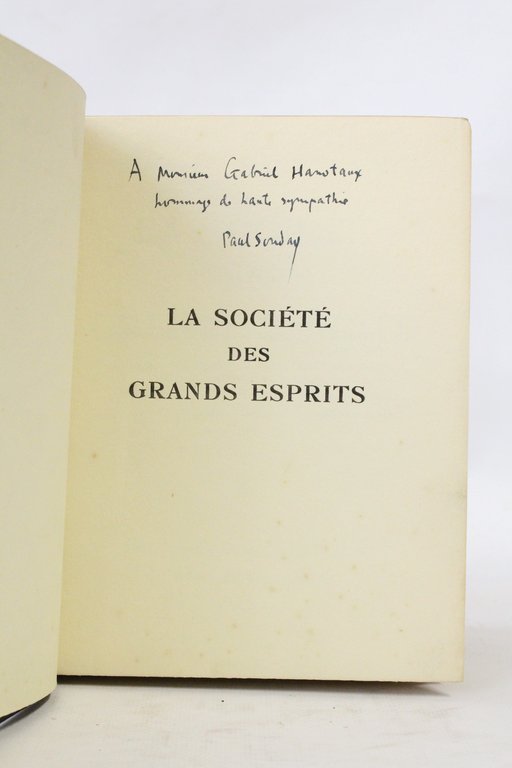 A Monsieur Gabriel Hanotaux
hommage de haute sympathie
Paul Souday
LA SOCIÉTÉ
DES
GRANDS ESPRITS